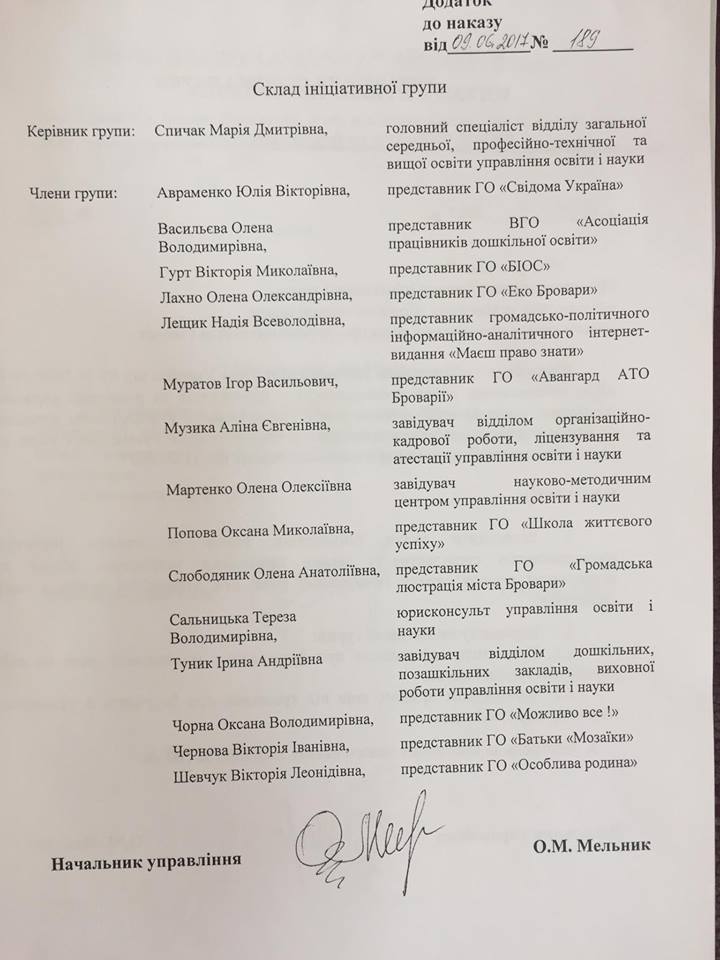 Додаток
до наказу
від 09.06.2017 № 189
Склад ініціативної групи
Керівник групи: Спичак Марія Дмитрівна, головний спеціаліст відділу загальної
середньої, професійно-технічної та
вищої освіти управління освіти і науки
Члени групи: Авраменко Юлія Вікторівна, представник ГО «Свідома Україна»
Васильєва Олена представник ВГО «Асоціація
Володимирівна, працівників дошкільної освіти»
Гурт Вікторія Миколаївна, представник ГО «БІОС»
Лахно Олена Олександрівна, представник ГО «Еко Бровари»
Лещик Надія Всеволодівна, представник громадсько-політичного
інформаційно-аналітичного інтернет-
видання «Маєш право знати»
Муратов Ігор Васильович, представник ГО «Авангард АТО
Броварії»
Музика Аліна Євгенівна, завідувач відділом організаційно-
кадрової роботи, ліцензування та
атестації управління освіти і науки
Мартенко Олена Олексіївна завідувач науково-методичним
центром управління освіти і науки
Попова Оксана Миколаївна, представник ГО «Школа життєвого
успіху»
Слободяник Олена Анатоліївна, представник ГО «Громадська
люстрація міста Бровари»
Сальницька Тереза юрисконсульт управління освіти і
Володимирівна, науки
Туник Ірина Андріївна завідувач відділом дошкільних,
позашкільних закладів, виховної
роботи управління освіти і науки
Чорна Оксана Володимирівна, представник ГО «Можливо все !»
Чернова Вікторія Іванівна, представник ГО «Батьки «Мозаїки»
Шевчук Вікторія Леонідівна, представник ГО «Особлива родина»
Начальник управління О.М. Мельник